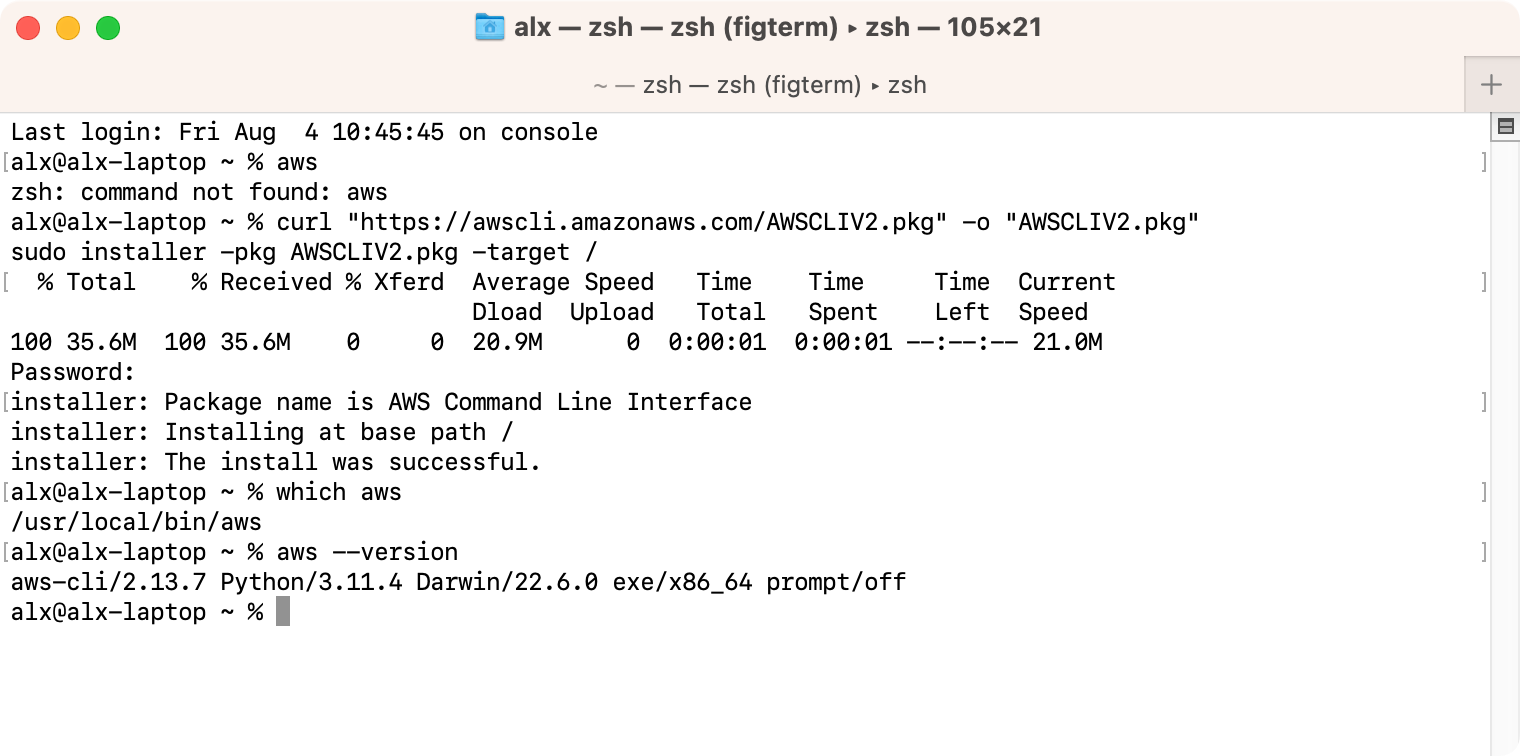 alx — zsh — zsh (figterm) ▸ zsh — 105×21
~ — zsh — zsh (figterm) ▸ zsh
Last login: Fri Aug  4 10:45:45 on console
[alx@alx-laptop ~ % aws ]
zsh: command not found: aws
alx@alx-laptop ~ % curl "https://awscli.amazonaws.com/AWSCLIV2.pkg" -o "AWSCLIV2.pkg"
sudo installer -pkg AWSCLIV2.pkg -target /
[  % Total    % Received % Xferd  Average Speed   Time    Time     Time  Current ]
                                 Dload  Upload   Total   Spent    Left  Speed
100 35.6M  100 35.6M    0     0  20.9M      0  0:00:01  0:00:01 --:--:-- 21.0M
Password:
[installer: Package name is AWS Command Line Interface ]
installer: Installing at base path /
installer: The install was successful.
[alx@alx-laptop ~ % which aws ]
/usr/local/bin/aws
[alx@alx-laptop ~ % aws --version ]
aws-cli/2.13.7 Python/3.11.4 Darwin/22.6.0 exe/x86_64 prompt/off
alx@alx-laptop ~ %